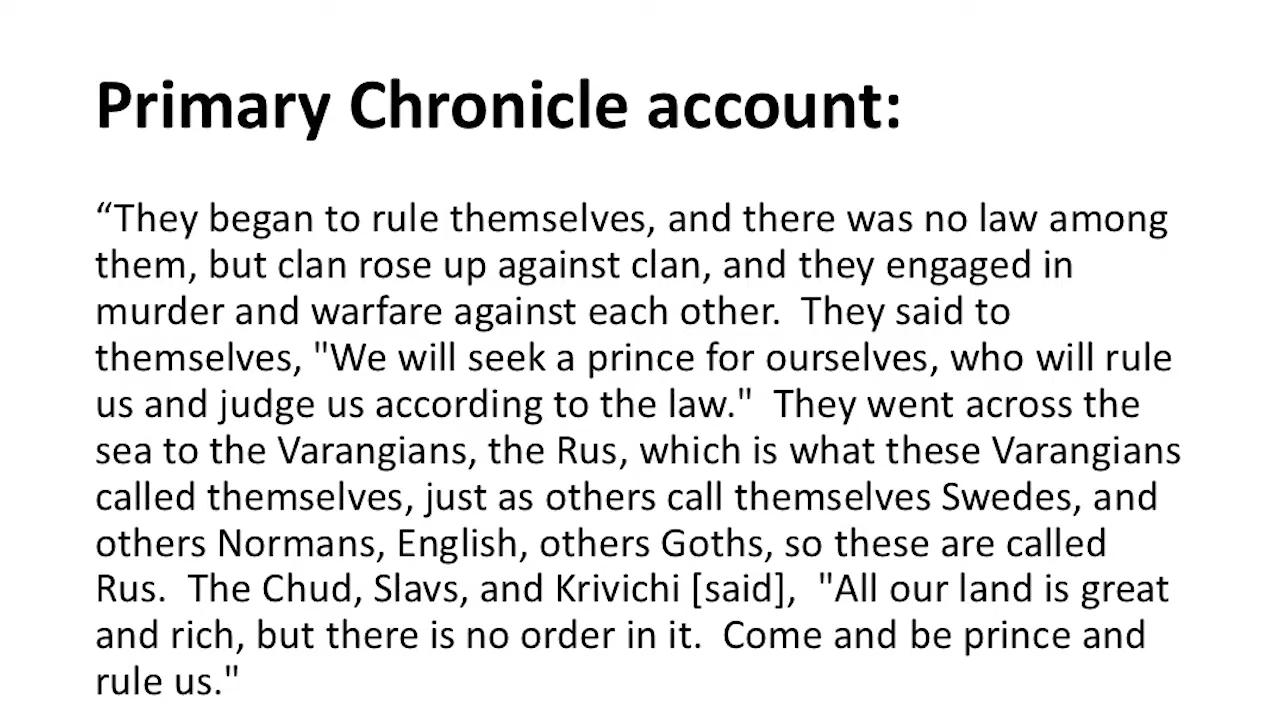 Primary Chronicle account:
“They began to rule themselves, and there was no law among
them, but clan rose up against clan, and they engaged in
murder and warfare against each other.  They said to
themselves, "We will seek a prince for ourselves, who will rule
us and judge us according to the law."  They went across the
sea to the Varangians, the Rus, which is what these Varangians
called themselves, just as others call themselves Swedes, and
others Normans, English, others Goths, so these are called
Rus.  The Chud, Slavs, and Krivichi [said],  "All our land is great
and rich, but there is no order in it.  Come and be prince and
rule us."